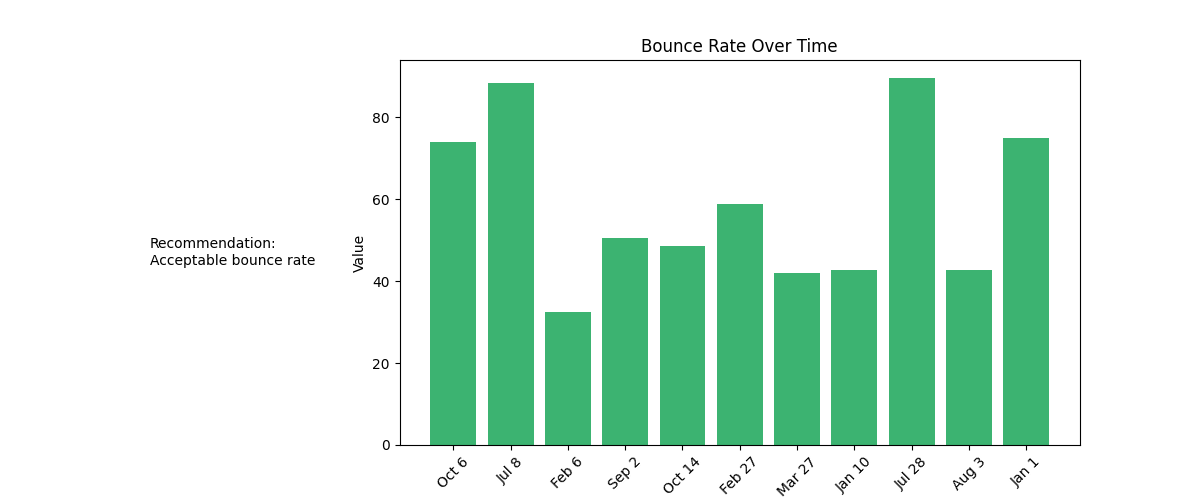 Bounce Rate Over Time
Recommendation:
Acceptable bounce rate
Value
80
60
40
20
0
Oct 6
Jul 8
Feb 6
Sep 2
Oct 14
Feb 27
Mar 27
Jan 10
Jul 28
Aug 3
Jan 1